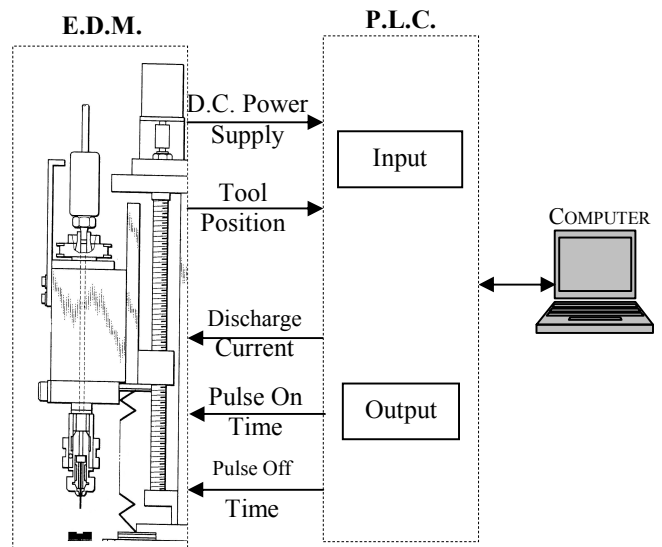 E.D.M.
P.L.C.
D.C. Power
Supply
Input
Tool
Position
COMPUTER
Discharge
Current
Pulse On
Time
Output
Pulse Off
Time